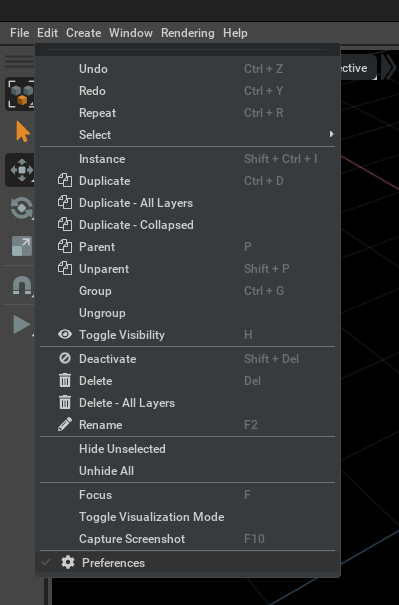 File Edit Create Window Rendering Help
Undo Ctrl + Z
Redo Ctrl + Y
Repeat Ctrl + R
Select
Instance Shift + Ctrl + I
Duplicate Ctrl + D
Duplicate - All Layers
Duplicate - Collapsed
Parent P
Unparent Shift + P
Group Ctrl + G
Ungroup
Toggle Visibility H
Deactivate Shift + Del
Delete Del
Delete - All Layers
Rename F2
Hide Unselected
Unhide All
Focus F
Toggle Visualization Mode
Capture Screenshot F10
Preferences